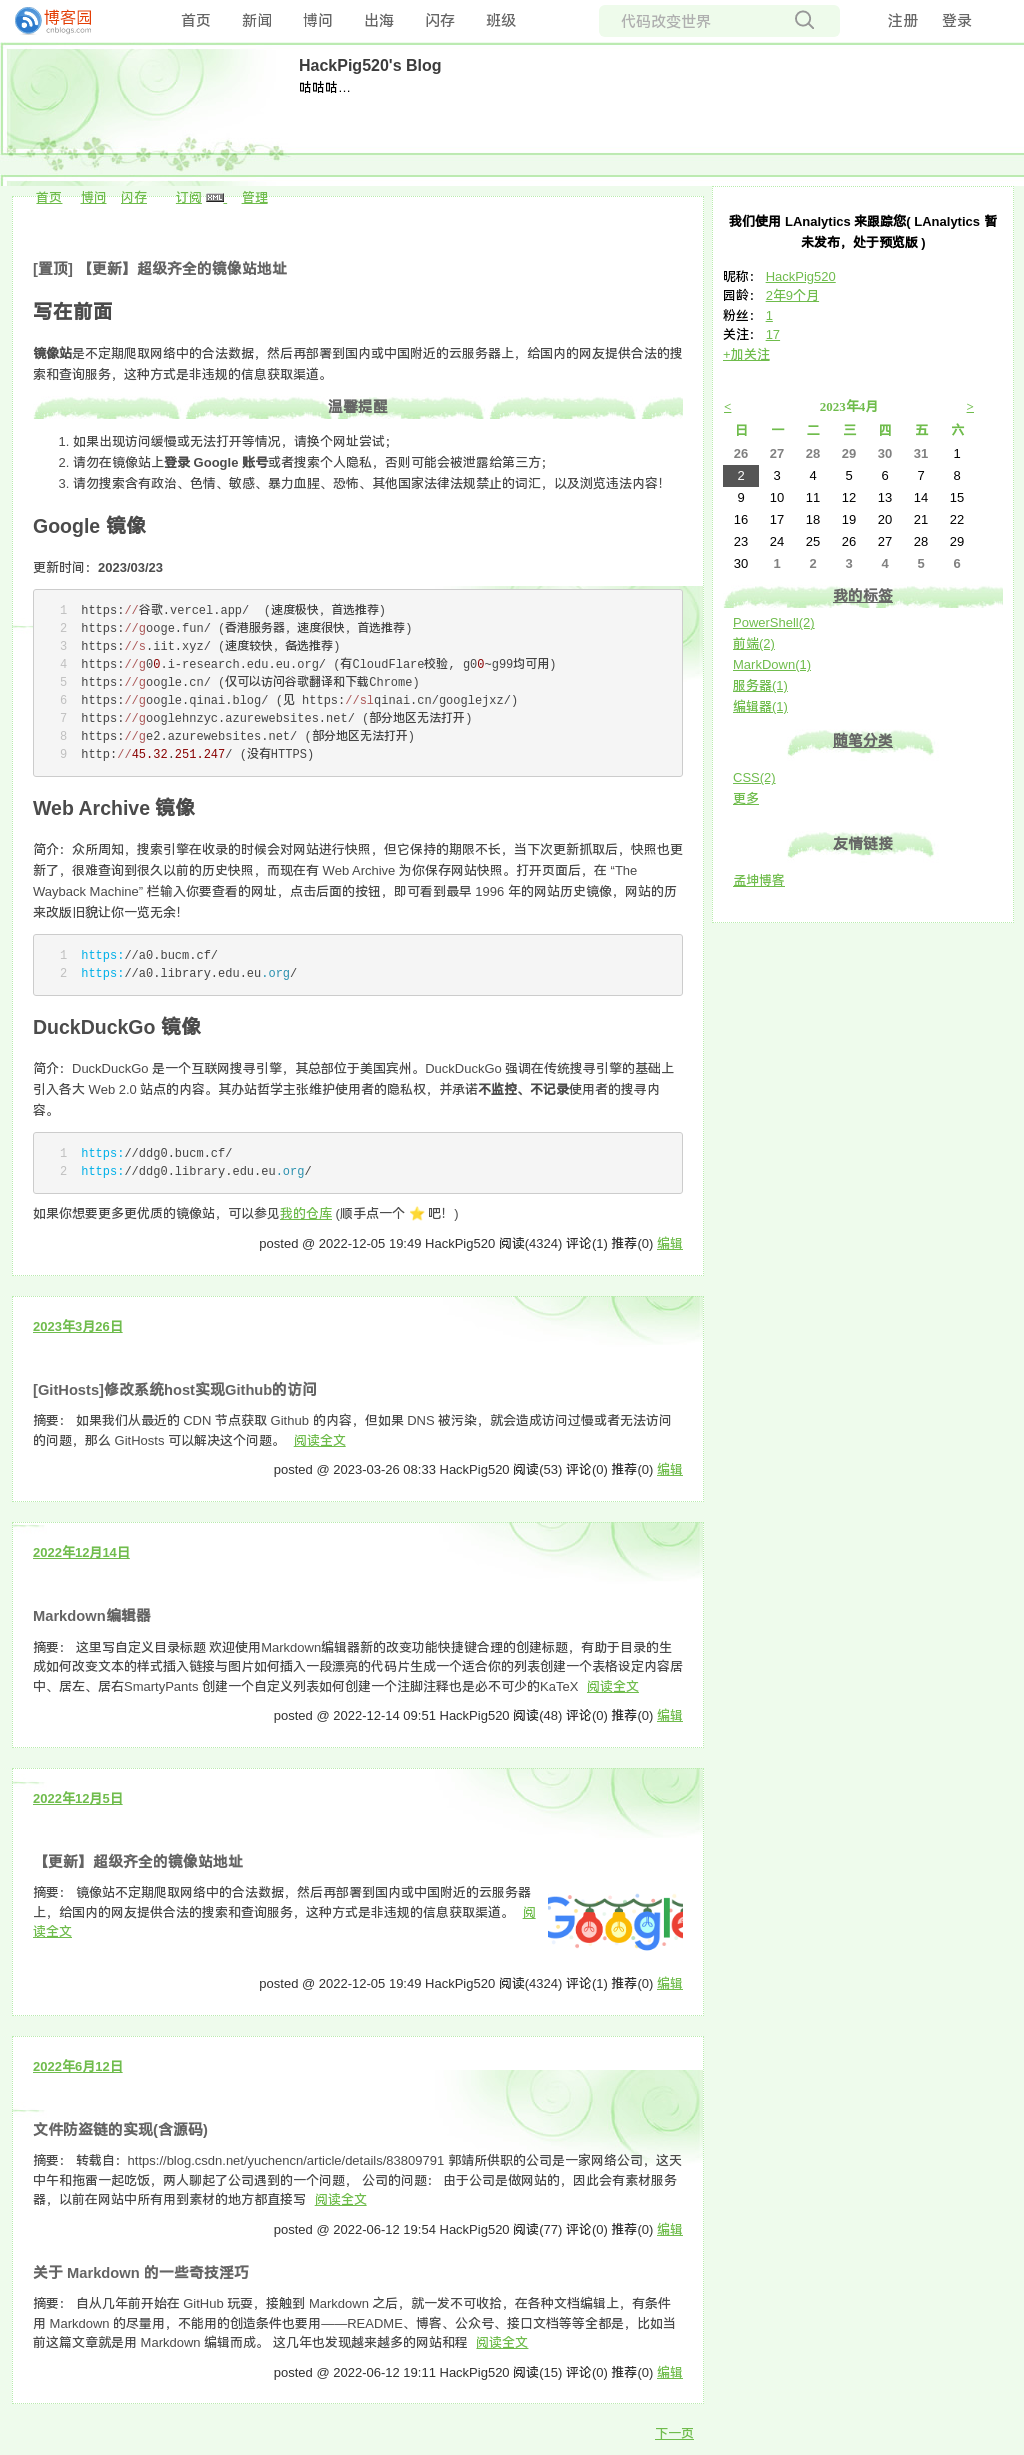 博客园
cnblogs.com
首页 新闻 博问 出海 闪存 班级
代码改变世界
注册 登录
HackPig520's Blog
咕咕咕…
首页 博问 闪存 订阅 XML 管理
[置顶] 【更新】超级齐全的镜像站地址
写在前面
镜像站是不定期爬取网络中的合法数据，然后再部署到国内或中国附近的云服务器上，给国内的网友提供合法的搜
索和查询服务，这种方式是非违规的信息获取渠道。
温馨提醒
1. 如果出现访问缓慢或无法打开等情况，请换个网址尝试；
2. 请勿在镜像站上登录 Google 账号或者搜索个人隐私，否则可能会被泄露给第三方；
3. 请勿搜索含有政治、色情、敏感、暴力血腥、恐怖、其他国家法律法规禁止的词汇，以及浏览违法内容！
Google 镜像
更新时间：2023/03/23
1 https://谷歌.vercel.app/  (速度极快，首选推荐)
2 https://googe.fun/ (香港服务器，速度很快，首选推荐)
3 https://s.iit.xyz/ (速度较快，备选推荐)
4 https://g00.i-research.edu.eu.org/ (有CloudFlare校验, g00~g99均可用)
5 https://google.cn/ (仅可以访问谷歌翻译和下载Chrome)
6 https://google.qinai.blog/ (见 https://slqinai.cn/googlejxz/)
7 https://googlehnzyc.azurewebsites.net/ (部分地区无法打开)
8 https://ge2.azurewebsites.net/ (部分地区无法打开)
9 http://45.32.251.247/ (没有HTTPS)
Web Archive 镜像
简介：众所周知，搜索引擎在收录的时候会对网站进行快照，但它保持的期限不长，当下次更新抓取后，快照也更
新了，很难查询到很久以前的历史快照，而现在有 Web Archive 为你保存网站快照。打开页面后，在 “The
Wayback Machine” 栏输入你要查看的网址，点击后面的按钮，即可看到最早 1996 年的网站历史镜像，网站的历
来改版旧貌让你一览无余！
1 https://a0.bucm.cf/
2 https://a0.library.edu.eu.org/
DuckDuckGo 镜像
简介：DuckDuckGo 是一个互联网搜寻引擎，其总部位于美国宾州。DuckDuckGo 强调在传统搜寻引擎的基础上
引入各大 Web 2.0 站点的内容。其办站哲学主张维护使用者的隐私权，并承诺不监控、不记录使用者的搜寻内
容。
1 https://ddg0.bucm.cf/
2 https://ddg0.library.edu.eu.org/
如果你想要更多更优质的镜像站，可以参见我的仓库 (顺手点一个 ⭐ 吧！)
posted @ 2022-12-05 19:49 HackPig520 阅读(4324) 评论(1) 推荐(0) 编辑
2023年3月26日
[GitHosts]修改系统host实现Github的访问
摘要： 如果我们从最近的 CDN 节点获取 Github 的内容，但如果 DNS 被污染，就会造成访问过慢或者无法访问
的问题，那么 GitHosts 可以解决这个问题。 阅读全文
posted @ 2023-03-26 08:33 HackPig520 阅读(53) 评论(0) 推荐(0) 编辑
2022年12月14日
Markdown编辑器
摘要： 这里写自定义目录标题 欢迎使用Markdown编辑器新的改变功能快捷键合理的创建标题，有助于目录的生
成如何改变文本的样式插入链接与图片如何插入一段漂亮的代码片生成一个适合你的列表创建一个表格设定内容居
中、居左、居右SmartyPants 创建一个自定义列表如何创建一个注脚注释也是必不可少的KaTeX 阅读全文
posted @ 2022-12-14 09:51 HackPig520 阅读(48) 评论(0) 推荐(0) 编辑
2022年12月5日
【更新】超级齐全的镜像站地址
摘要： 镜像站不定期爬取网络中的合法数据，然后再部署到国内或中国附近的云服务器
上，给国内的网友提供合法的搜索和查询服务，这种方式是非违规的信息获取渠道。 阅
读全文
Google
posted @ 2022-12-05 19:49 HackPig520 阅读(4324) 评论(1) 推荐(0) 编辑
2022年6月12日
文件防盗链的实现(含源码)
摘要： 转载自：https://blog.csdn.net/yuchencn/article/details/83809791 郭靖所供职的公司是一家网络公司，这天
中午和拖雷一起吃饭，两人聊起了公司遇到的一个问题， 公司的问题： 由于公司是做网站的，因此会有素材服务
器，以前在网站中所有用到素材的地方都直接写 阅读全文
posted @ 2022-06-12 19:54 HackPig520 阅读(77) 评论(0) 推荐(0) 编辑
关于 Markdown 的一些奇技淫巧
摘要： 自从几年前开始在 GitHub 玩耍，接触到 Markdown 之后，就一发不可收拾，在各种文档编辑上，有条件
用 Markdown 的尽量用，不能用的创造条件也要用——README、博客、公众号、接口文档等等全都是，比如当
前这篇文章就是用 Markdown 编辑而成。 这几年也发现越来越多的网站和程 阅读全文
posted @ 2022-06-12 19:11 HackPig520 阅读(15) 评论(0) 推荐(0) 编辑
下一页
我们使用 LAnalytics 来跟踪您( LAnalytics 暂
未发布，处于预览版 )
昵称： HackPig520
园龄： 2年9个月
粉丝： 1
关注： 17
+加关注
< 2023年4月 >
日 一 二 三 四 五 六
26 27 28 29 30 31 1
2 3 4 5 6 7 8
9 10 11 12 13 14 15
16 17 18 19 20 21 22
23 24 25 26 27 28 29
30 1 2 3 4 5 6
我的标签
PowerShell(2)
前端(2)
MarkDown(1)
服务器(1)
编辑器(1)
随笔分类
CSS(2)
更多
友情链接
孟坤博客